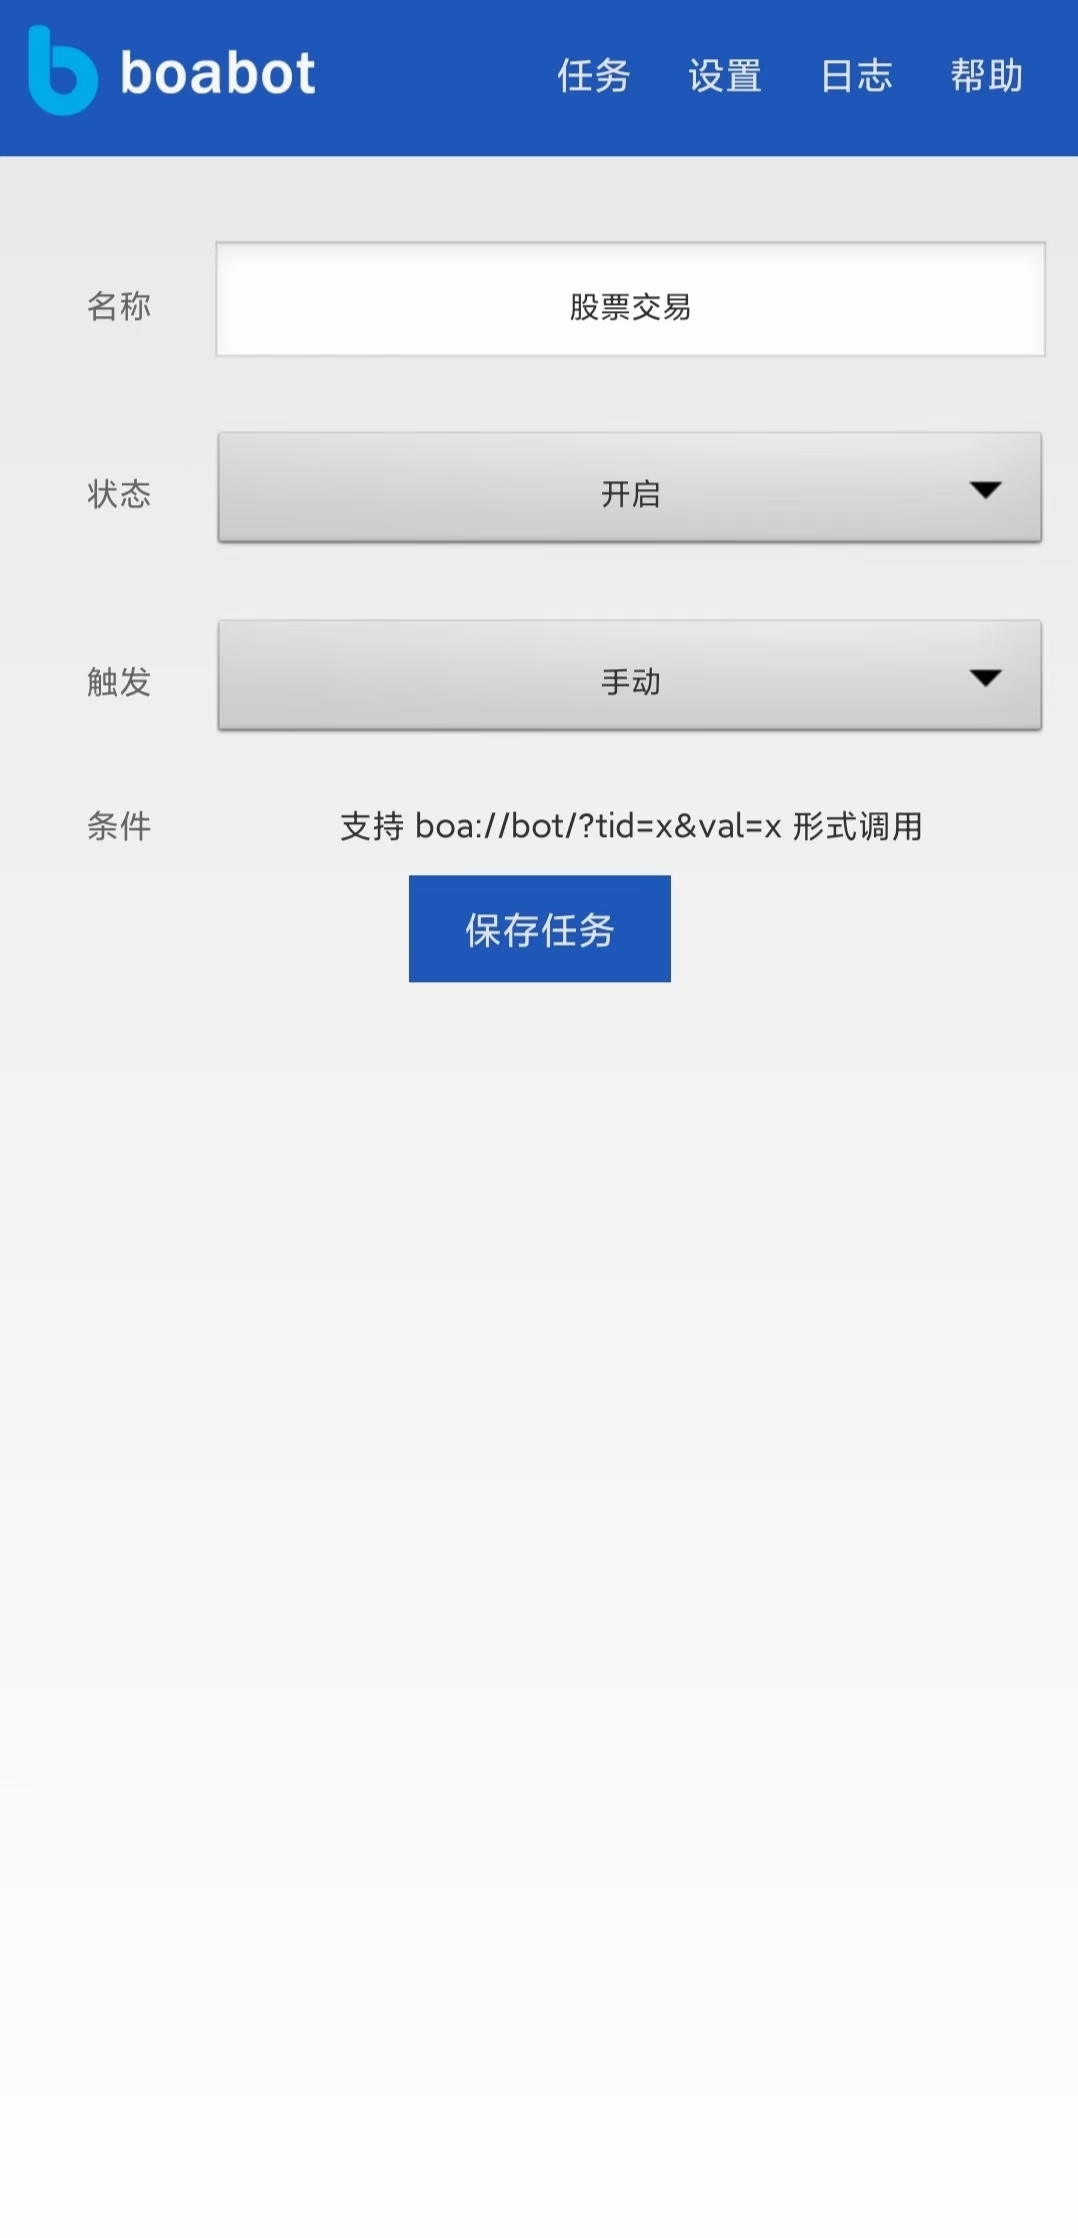 boabot 任务 设置 日志 帮助
名称 股票交易
状态 开启
触发 手动
条件 支持 boa://bot/?tid=x&val=x 形式调用
保存任务